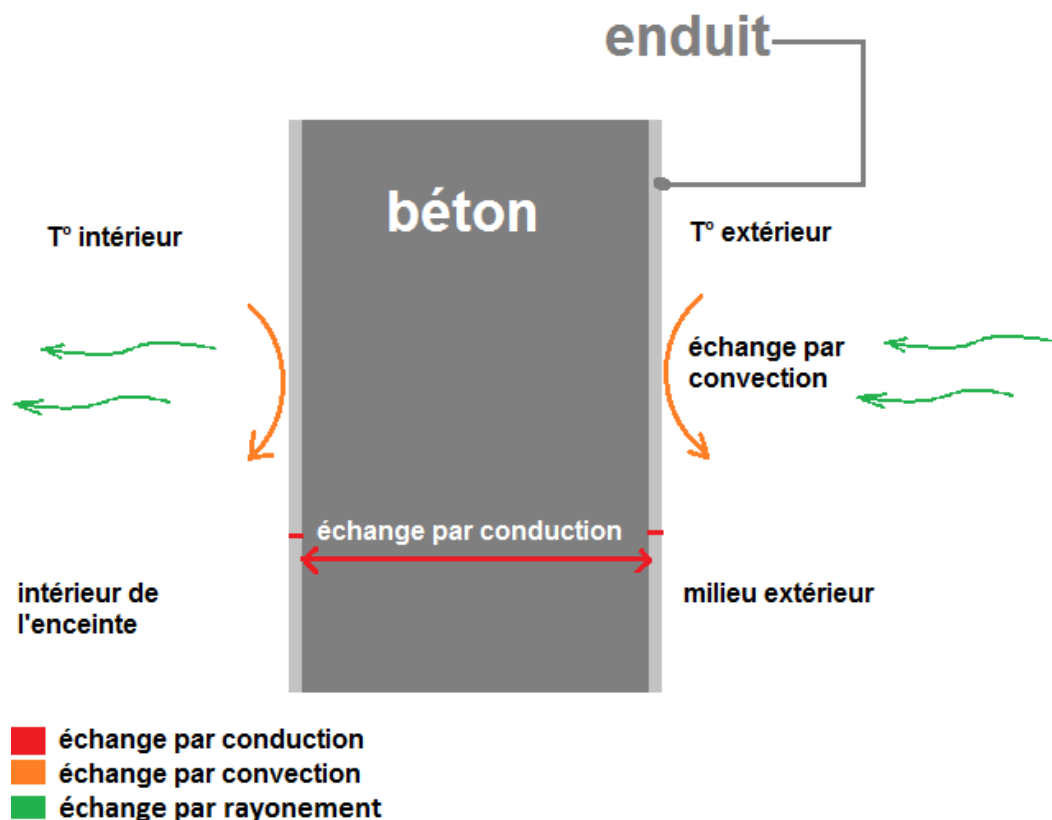 enduit
béton
T° intérieur
T° extérieur
échange par
convection
échange par conduction
intérieur de
l'enceinte
milieu extérieur
échange par conduction
échange par convection
échange par rayonement